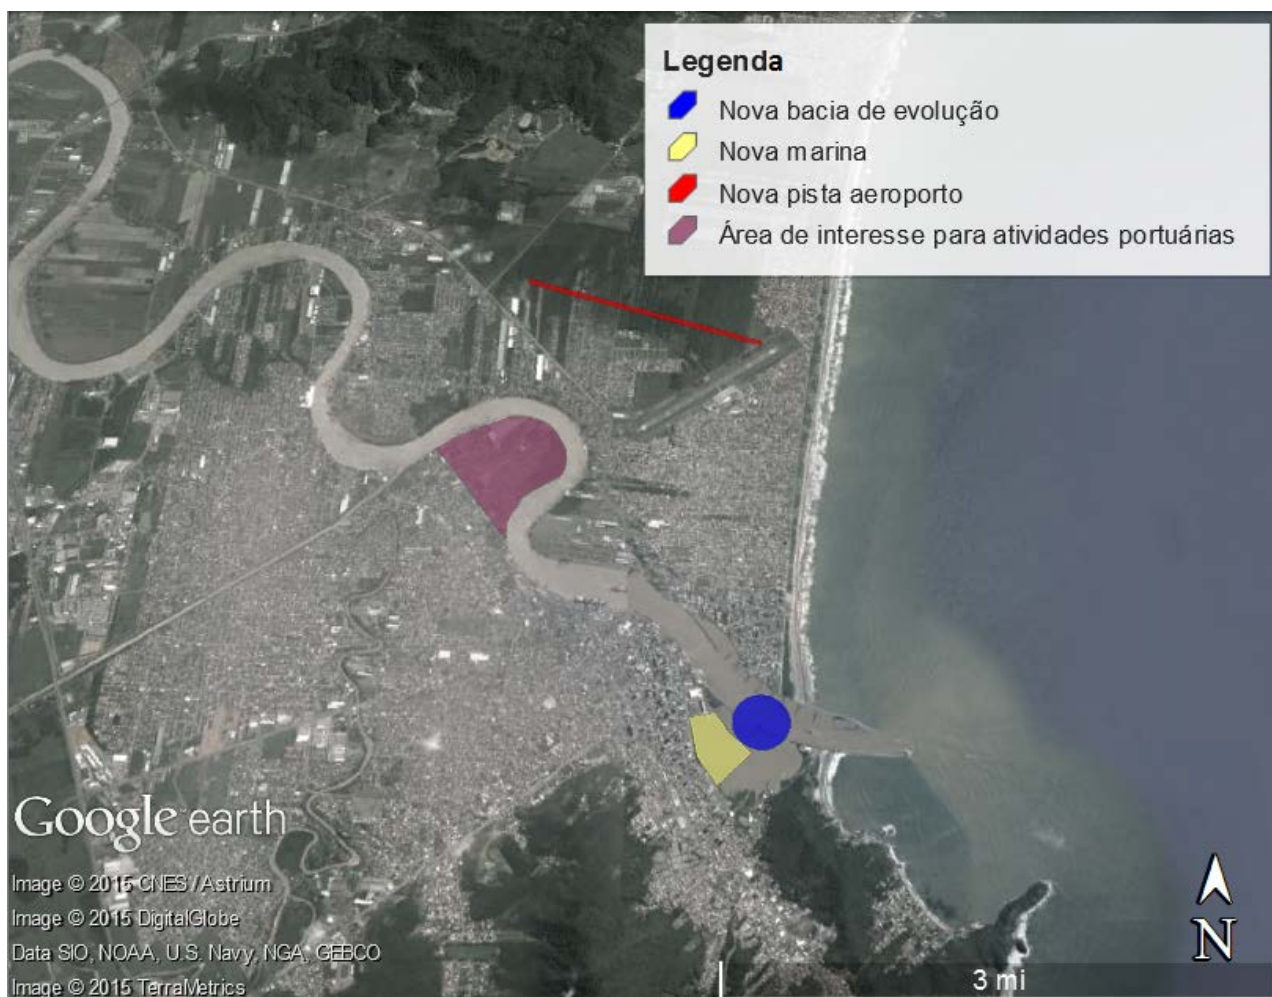 Legenda
Nova bacia de evolução
Nova marina
Nova pista aeroporto
Área de interesse para atividades portuárias
Google earth
Image © 2015 CNES / Astrium
Image © 2015 DigitalGlobe
Data SIO, NOAA, U.S. Navy, NGA, GEBCO
Image © 2015 TerraMetrics
N
3 mi